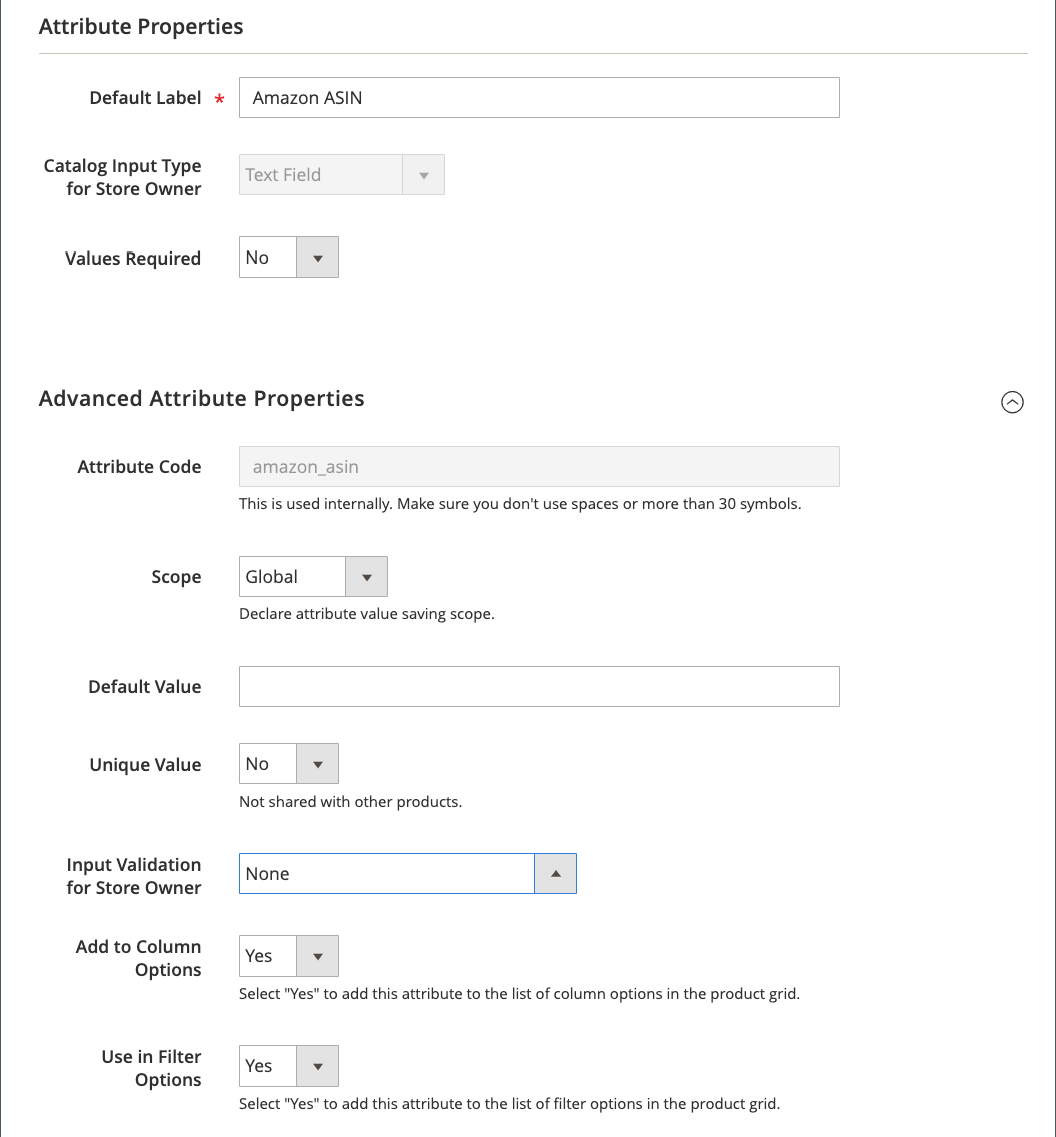 Attribute Properties
Default Label *
Amazon ASIN
Catalog Input Type
for Store Owner
Text Field
Values Required
No
Advanced Attribute Properties
Attribute Code
amazon_asin
This is used internally. Make sure you don't use spaces or more than 30 symbols.
Scope
Global
Declare attribute value saving scope.
Default Value
Unique Value
No
Not shared with other products.
Input Validation
for Store Owner
None
Add to Column
Options
Yes
Select "Yes" to add this attribute to the list of column options in the product grid.
Use in Filter
Options
Yes
Select "Yes" to add this attribute to the list of filter options in the product grid.